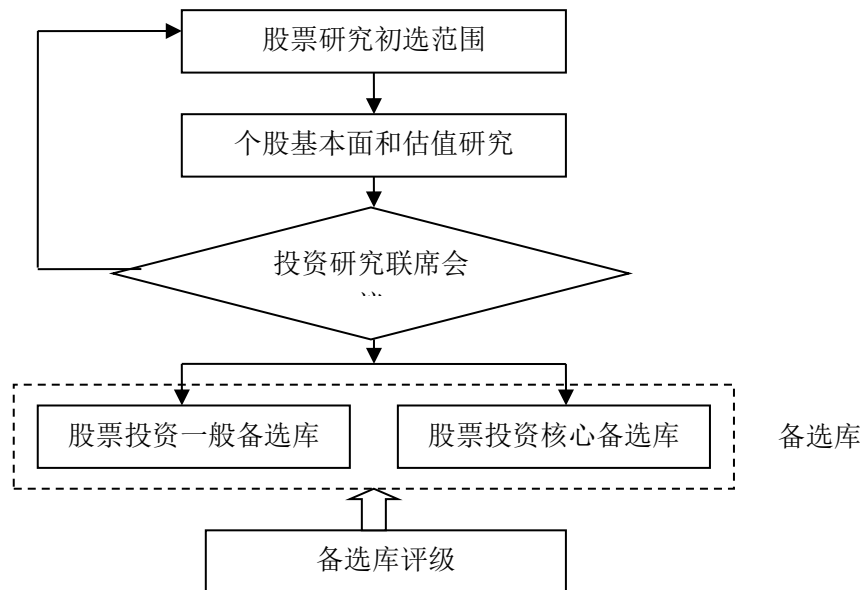 股票研究初选范围
个股基本面和估值研究
投资研究联席会
股票投资一般备选库
股票投资核心备选库
备选库
备选库评级